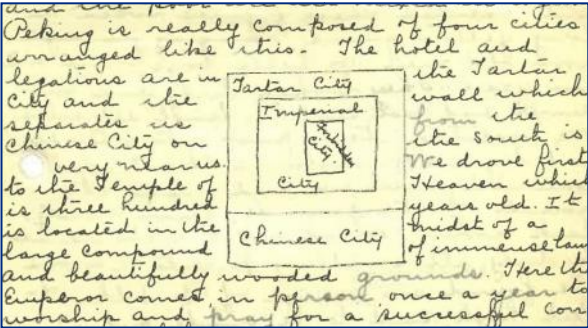 and the poor are
Peking is really composed of four cities
arranged like this. The hotel and
legations are in the Tartar
City and the wall which
separates us from the
Chinese City on the South is
very near us. We drove first
to the Temple of Heaven which
is three hundred years old. It
is located in the midst of a
large compound of immense law
and beautifully wooded grounds. Here the
Emperor comes, in person once a year to
worship and pray for a successful
Tartar City
Imperial
Forbidden
City
City
Chinese City